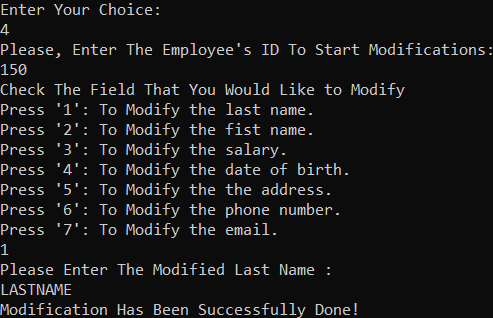 Enter Your Choice:
4
Please, Enter The Employee's ID To Start Modifications:
150
Check The Field That You Would Like to Modify
Press '1': To Modify the last name.
Press '2': To Modify the fist name.
Press '3': To Modify the salary.
Press '4': To Modify the date of birth.
Press '5': To Modify the the address.
Press '6': To Modify the phone number.
Press '7': To Modify the email.
1
Please Enter The Modified Last Name :
LASTNAME
Modification Has Been Successfully Done!